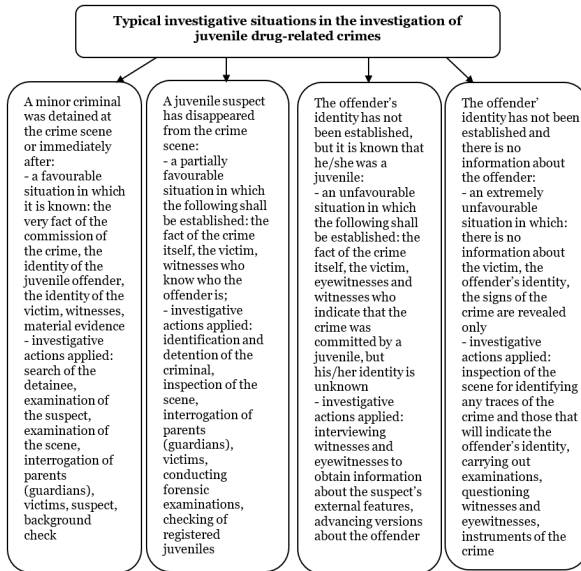 Typical investigative situations in the investigation of
juvenile drug-related crimes
A minor criminal
was detained at
the crime scene
or immediately
after:
- a favourable
situation in which
it is known: the
very fact of the
commission of
the crime, the
identity of the
juvenile offender,
the identity of the
victim, witnesses,
material evidence
- investigative
actions applied:
search of the
detainee,
examination of
the suspect,
examination of
the scene,
interrogation of
parents
(guardians),
victims, suspect,
background
check
A juvenile suspect
has disappeared
from the crime
scene:
- a partially
favourable
situation in which
the following shall
be established: the
fact of the crime
itself, the victim,
witnesses who
know who the
offender is;
- investigative
actions applied:
identification and
detention of the
criminal,
inspection of the
scene,
interrogation of
parents
(guardians),
victims,
conducting
forensic
examinations,
checking of
registered
juveniles
The offender's
identity has not
been established,
but it is known that
he/she was a
juvenile:
- an unfavourable
situation in which
the following shall
be established: the
fact of the crime
itself, the victim,
eyewitnesses and
witnesses who
indicate that the
crime was
committed by a
juvenile, but
his/her identity is
unknown
- investigative
actions applied:
interviewing
witnesses and
eyewitnesses to
obtain information
about the suspect's
external features,
advancing versions
about the offender
The offender'
identity has not been
established and
there is no
information about
the offender:
- an extremely
unfavourable
situation in which:
there is no
information about
the victim, the
offender's identity,
the signs of the
crime are revealed
only
- investigative
actions applied:
inspection of the
scene for identifying
any traces of the
crime and those that
will indicate the
offender's identity,
carrying out
examinations,
questioning
witnesses and
eyewitnesses,
instruments of the
crime